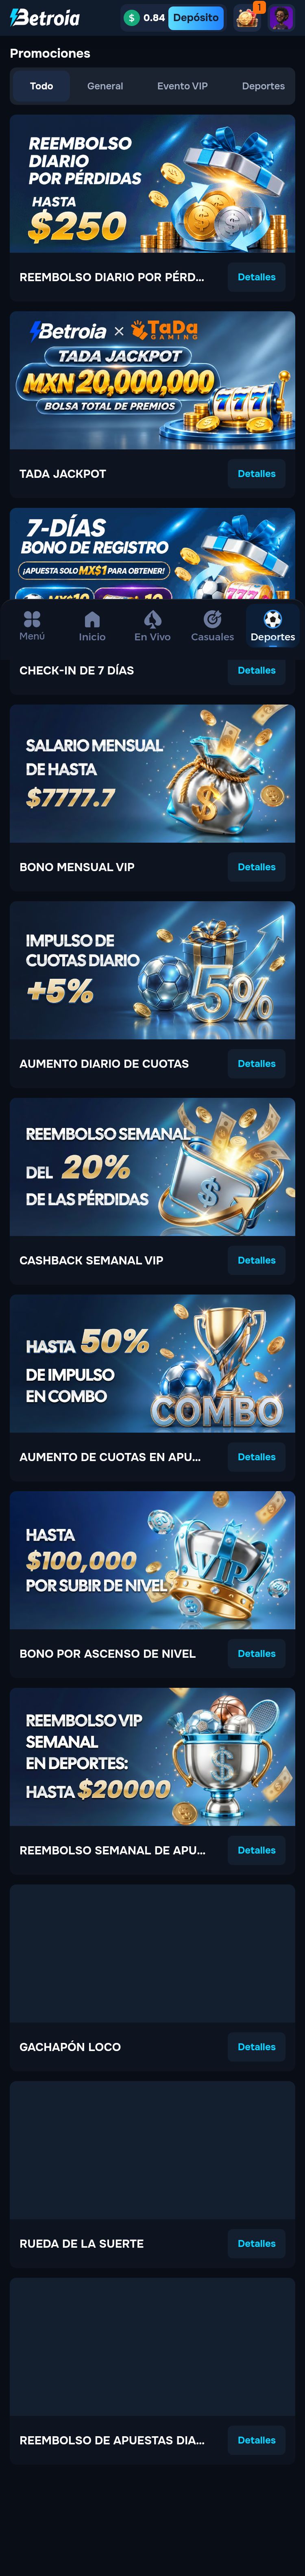 Betroia
$ 0.84 Depósito
1
Promociones
Todo General Evento VIP Deportes
REEMBOLSO
DIARIO
POR PÉRDIDAS
HASTA
$250
REEMBOLSO DIARIO POR PÉRD... Detalles
Betroia × TaDa
GAMING
TADA JACKPOT
MXN 20,000,000
BOLSA TOTAL DE PREMIOS
777
TADA JACKPOT Detalles
7-DÍAS
BONO DE REGISTRO
¡APUESTA SOLO MX$1 PARA OBTENER!
Menú Inicio En Vivo Casuales Deportes
CHECK-IN DE 7 DÍAS Detalles
SALARIO MENSUAL
DE HASTA
$7777.7
BONO MENSUAL VIP Detalles
IMPULSO DE
CUOTAS DIARIO
+5%
5%
AUMENTO DIARIO DE CUOTAS Detalles
REEMBOLSO SEMANAL
DEL 20%
DE LAS PÉRDIDAS
CASHBACK SEMANAL VIP Detalles
HASTA 50%
DE IMPULSO
EN COMBO
COMBO
AUMENTO DE CUOTAS EN APU... Detalles
HASTA
$100,000
POR SUBIR DE NIVEL
VIP
BONO POR ASCENSO DE NIVEL Detalles
REEMBOLSO VIP
SEMANAL
EN DEPORTES:
HASTA $20000
REEMBOLSO SEMANAL DE APU... Detalles
GACHAPÓN LOCO Detalles
RUEDA DE LA SUERTE Detalles
REEMBOLSO DE APUESTAS DIA... Detalles